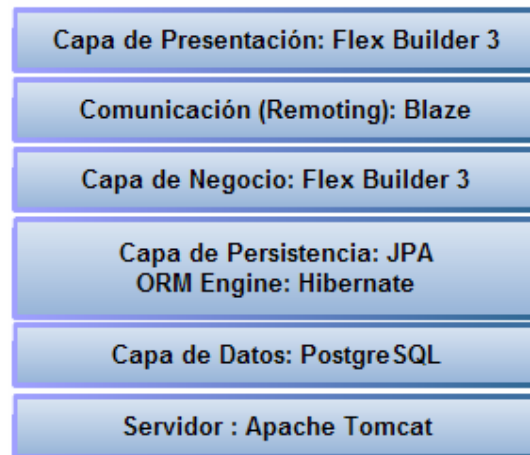 Capa de Presentación: Flex Builder 3
Comunicación (Remoting): Blaze
Capa de Negocio: Flex Builder 3
Capa de Persistencia: JPA
ORM Engine: Hibernate
Capa de Datos: PostgreSQL
Servidor : Apache Tomcat